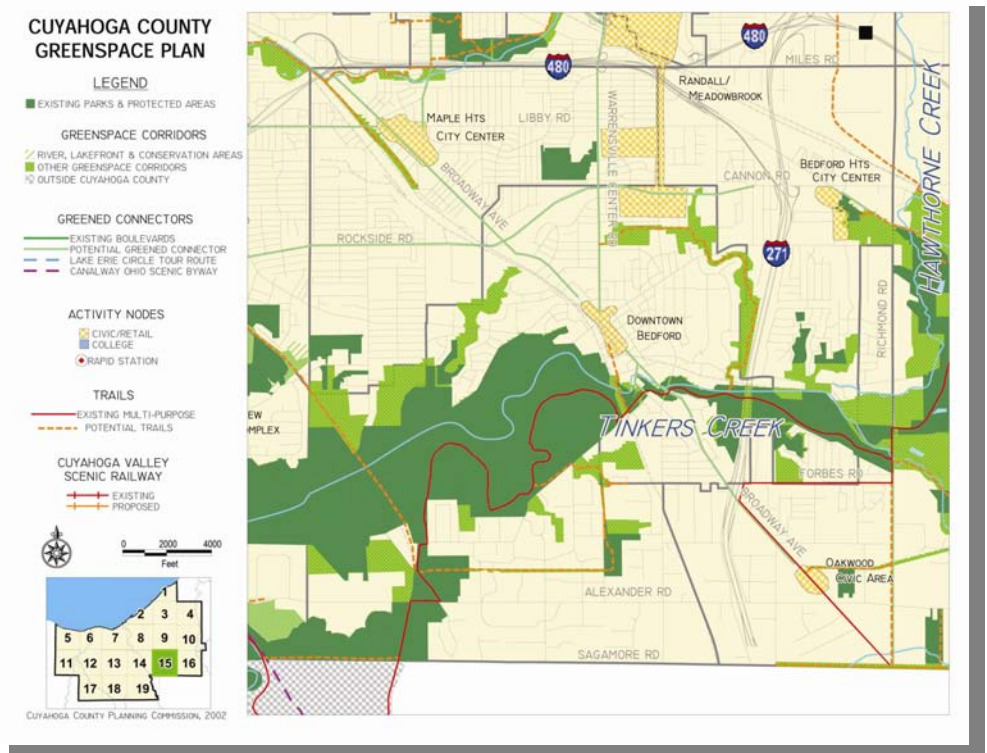 CUYAHOGA COUNTY
GREENSPACE PLAN
LEGEND
EXISTING PARKS & PROTECTED AREAS
GREENSPACE CORRIDORS
RIVER, LAKEFRONT & CONSERVATION AREAS
OTHER GREENSPACE CORRIDORS
OUTSIDE CUYAHOGA COUNTY
GREENED CONNECTORS
EXISTING BOULEVARDS
POTENTIAL GREENED CONNECTOR
LAKE ERIE CIRCLE TOUR ROUTE
CANALWAY OHIO SCENIC BYWAY
ACTIVITY NODES
CIVIC/RETAIL
COLLEGE
RAPID STATION
TRAILS
EXISTING MULTI-PURPOSE
POTENTIAL TRAILS
CUYAHOGA VALLEY
SCENIC RAILWAY
EXISTING
PROPOSED
0 2000 4000
Feet
1
2 3 4
5 6 7 8 9 10
11 12 13 14 15 16
17 18 19
CUYAHOGA COUNTY PLANNING COMMISSION, 2002
480
480
MILES RD
RANDALL/
MEADOWBROOK
MAPLE HTS
CITY CENTER
LIBBY RD
WARRENSVILLE CENTER RD
BROADWAY AVE
CANNON RD
BEDFORD HTS
CITY CENTER
HAWTHORNE CREEK
ROCKSIDE RD
271
RICHMOND RD
DOWNTOWN
BEDFORD
EW
OMPLEX
TINKERS CREEK
FORBES RD
BROADWAY AVE
OAKWOOD
CIVIC AREA
ALEXANDER RD
SAGAMORE RD